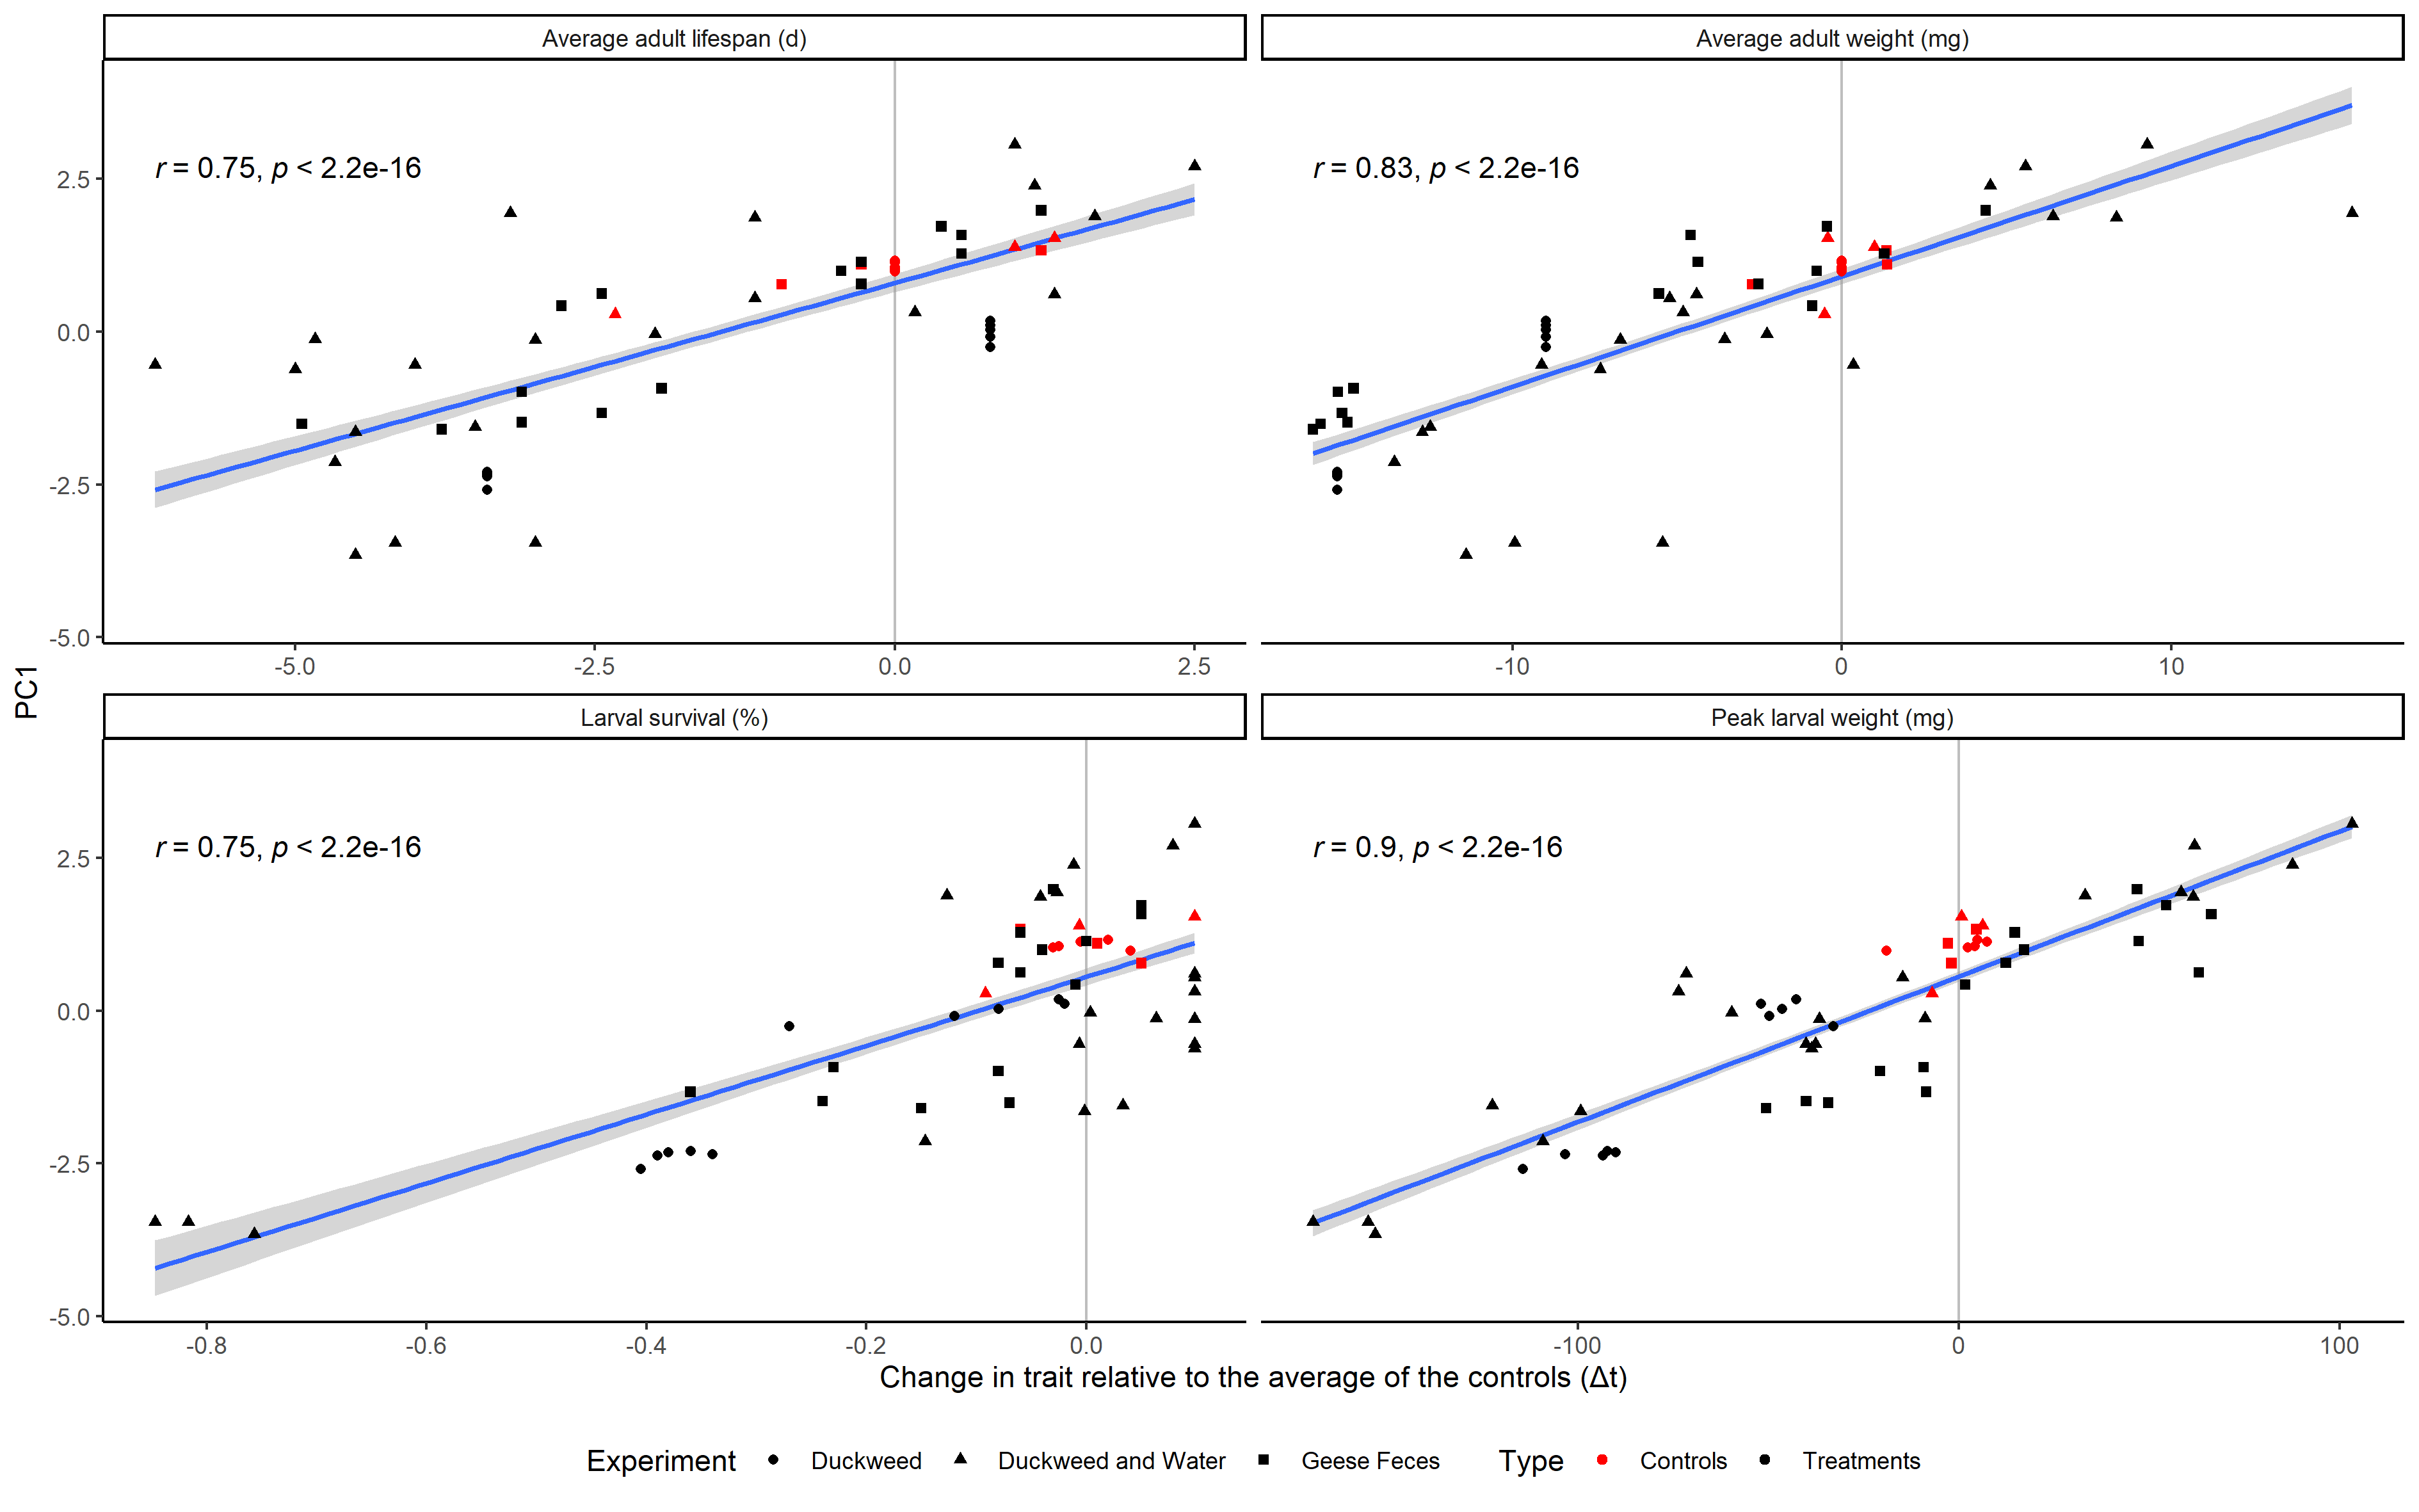 Average adult lifespan (d)
Average adult weight (mg)
r = 0.75, p < 2.2e-16
r = 0.83, p < 2.2e-16
2.5
0.0
-2.5
-5.0
-5.0
-2.5
0.0
2.5
-10
0
10
PC1
Larval survival (%)
Peak larval weight (mg)
r = 0.75, p < 2.2e-16
r = 0.9, p < 2.2e-16
2.5
0.0
-2.5
-5.0
-0.8
-0.6
-0.4
-0.2
0.0
-100
0
100
Change in trait relative to the average of the controls (Δt)
Experiment Duckweed Duckweed and Water Geese Feces Type Controls Treatments